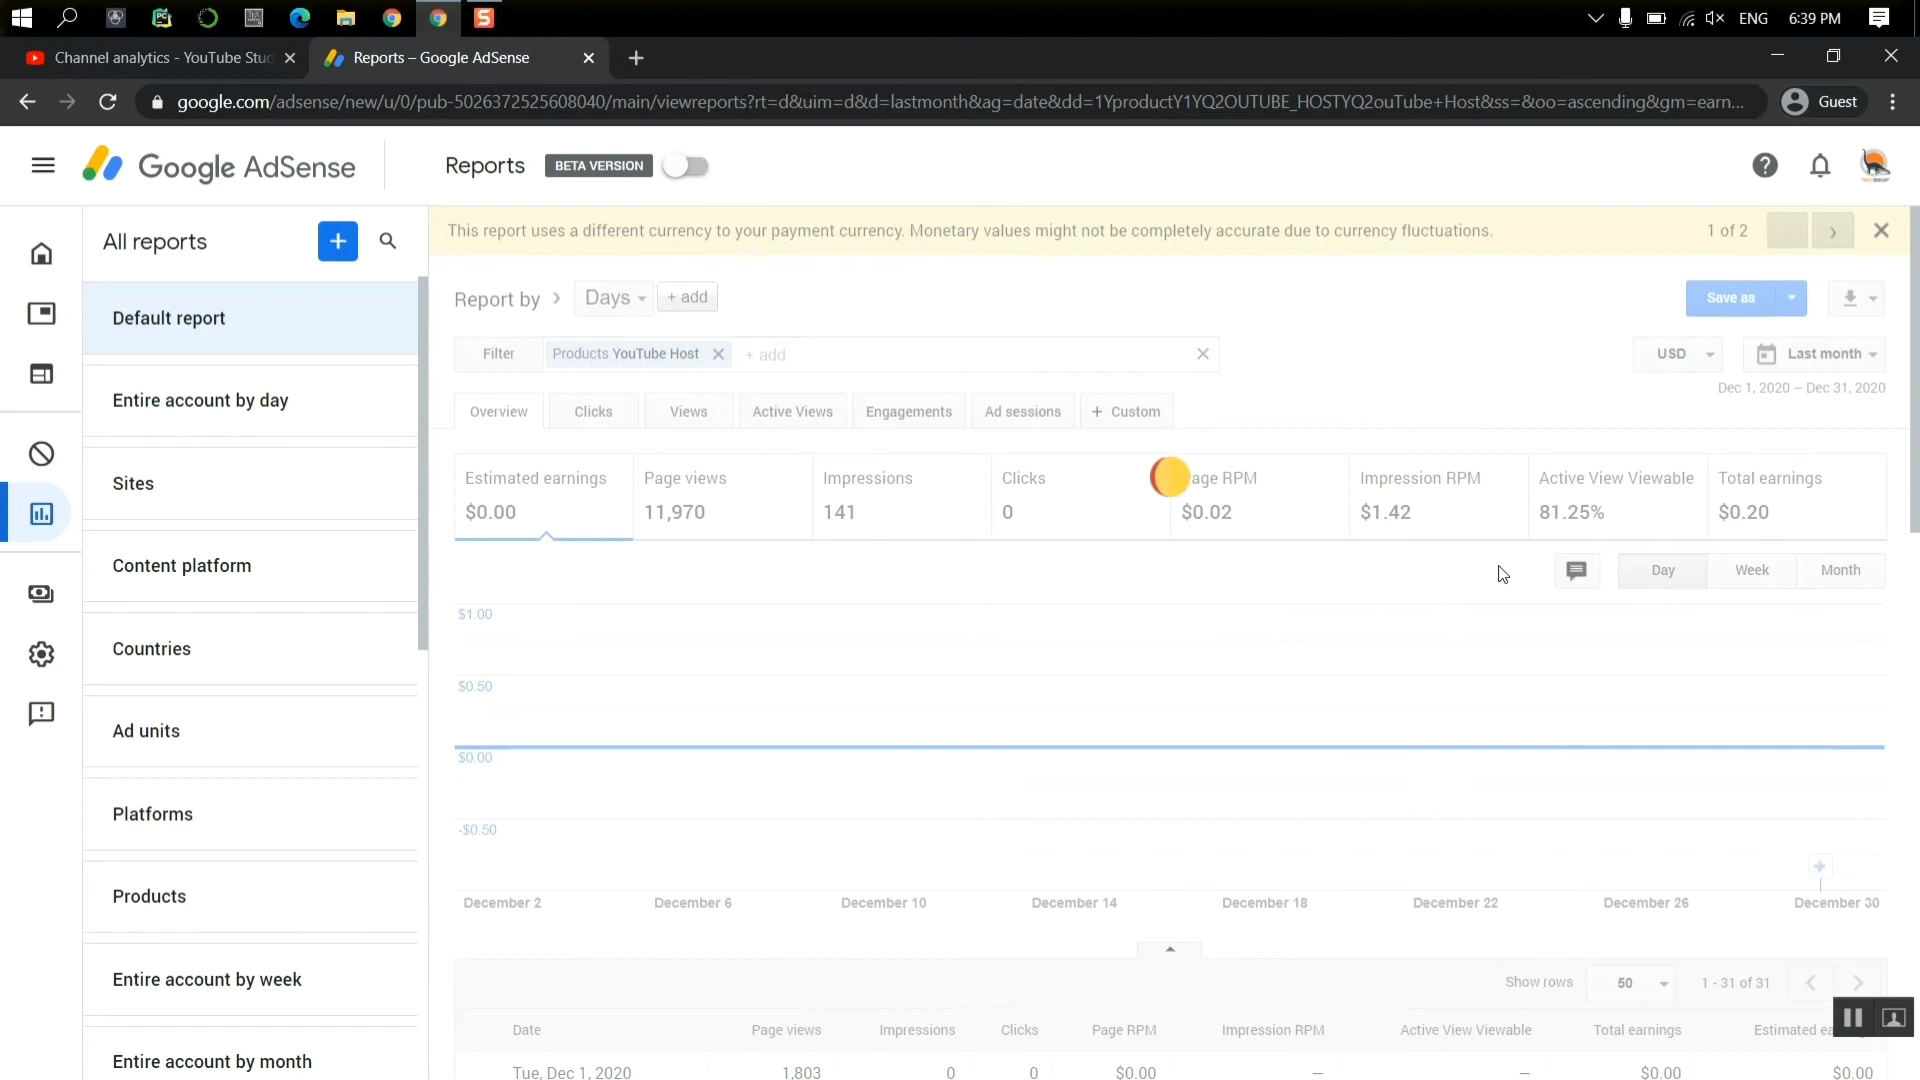 ENG 6:39 PM
Channel analytics - YouTube Stud
Reports – Google AdSense
google.com/adsense/new/u/0/pub-5026372525608040/main/viewreports?rt=d&uim=d&d=lastmonth&ag=date&dd=1YproductY1YQ2OUTUBE_HOSTYQ2ouTube+Host&ss=&oo=ascending&gm=earn...
Guest
Google AdSense
Reports BETA VERSION
All reports
This report uses a different currency to your payment currency. Monetary values might not be completely accurate due to currency fluctuations. 1 of 2
Default report
Entire account by day
Sites
Content platform
Countries
Ad units
Platforms
Products
Entire account by week
Entire account by month
Report by Days + add
Save as
Filter Products YouTube Host + add
USD Last month
Dec 1, 2020 – Dec 31, 2020
Overview Clicks Views Active Views Engagements Ad sessions + Custom
Estimated earnings Page views Impressions Clicks age RPM Impression RPM Active View Viewable Total earnings
$0.00 11,970 141 0 $0.02 $1.42 81.25% $0.20
Day Week Month
$1.00
$0.50
$0.00
-$0.50
December 2 December 6 December 10 December 14 December 18 December 22 December 26 December 30
Show rows 50 1 - 31 of 31
Date Page views Impressions Clicks Page RPM Impression RPM Active View Viewable Total earnings Estimated ea
Tue, Dec 1, 2020 1,803 0 0 $0.00 – – $0.00 $0.00